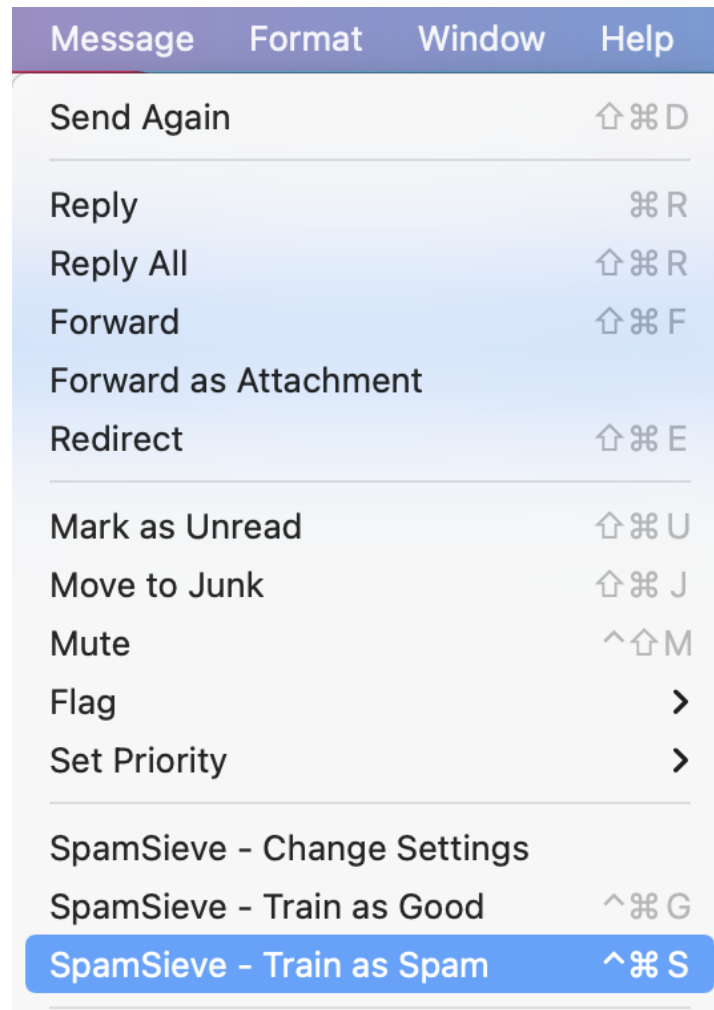 Message Format Window Help
Send Again ⇧⌘D
Reply ⌘R
Reply All ⇧⌘R
Forward ⇧⌘F
Forward as Attachment
Redirect ⇧⌘E
Mark as Unread ⇧⌘U
Move to Junk ⇧⌘J
Mute ^⇧M
Flag >
Set Priority >
SpamSieve - Change Settings
SpamSieve - Train as Good ^⌘G
SpamSieve - Train as Spam ^⌘S